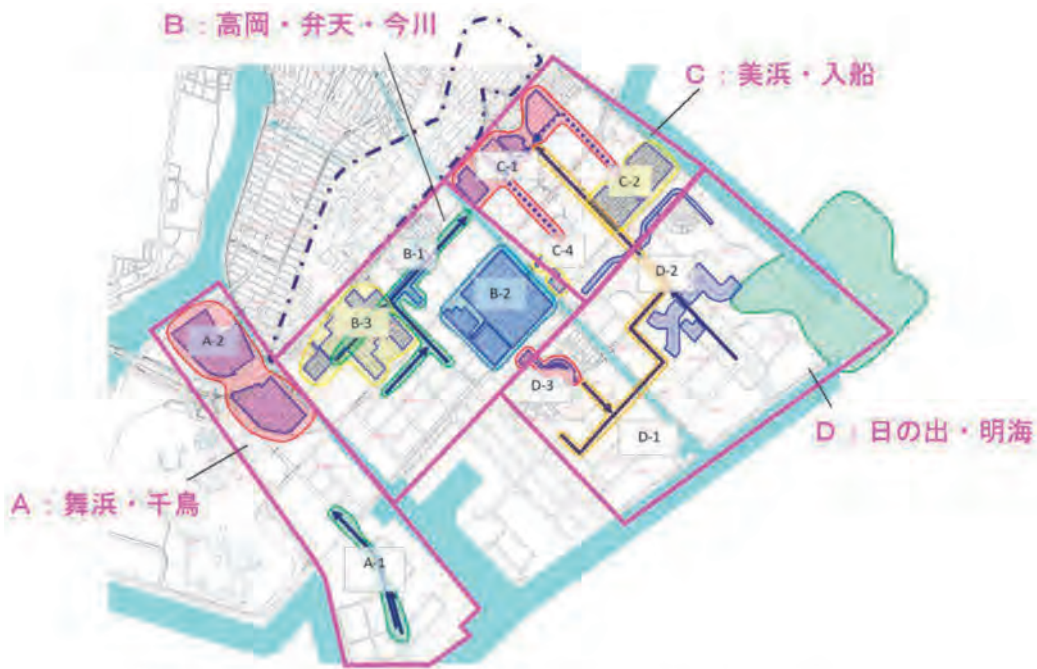 B：高岡・弁天・今川
C：美浜・入船
C-1
C-2
B-1
C-4
D-2
B-2
B-3
A-2
D-3
D-1
D：日の出・明海
A：舞浜・千鳥
A-1